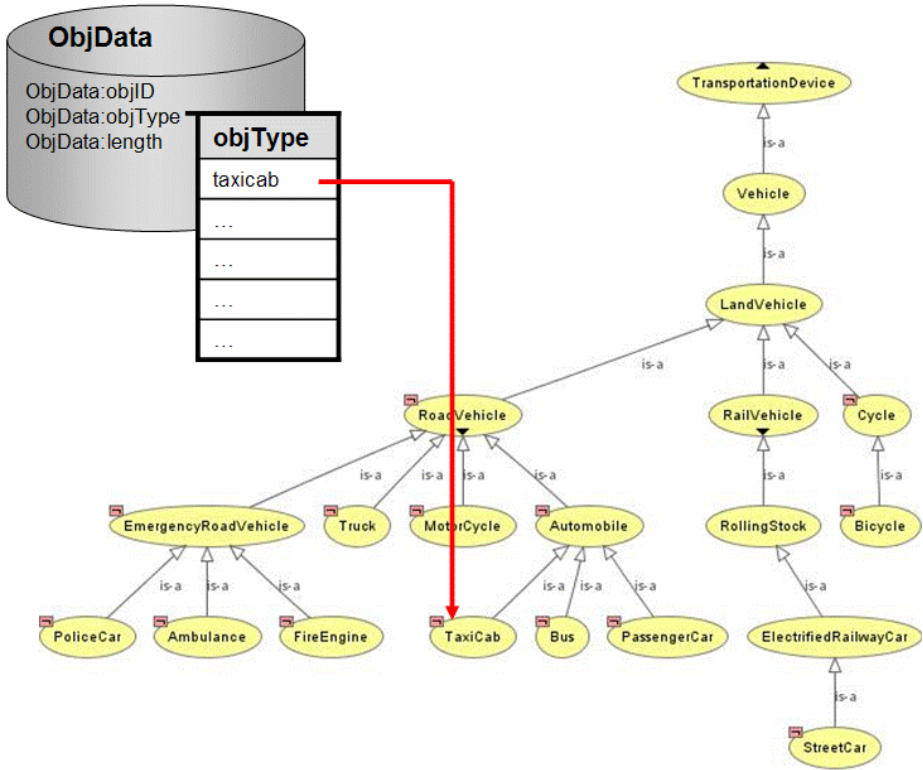 ObjData
ObjData:objID
ObjData:objType
ObjData:length
objType
taxicab
...
...
...
...
TransportationDevice
is-a
Vehicle
is-a
LandVehicle
is-a
is-a
is-a
RoadVehicle
RailVehicle
Cycle
is-a
is-a
is-a
is-a
is-a
is-a
EmergencyRoadVehicle
Truck
MotorCycle
Automobile
RollingStock
Bicycle
is-a
is-a
is-a
is-a
is-a
is-a
is-a
PoliceCar
Ambulance
FireEngine
TaxiCab
Bus
PassengerCar
ElectrifiedRailwayCar
is-a
StreetCar